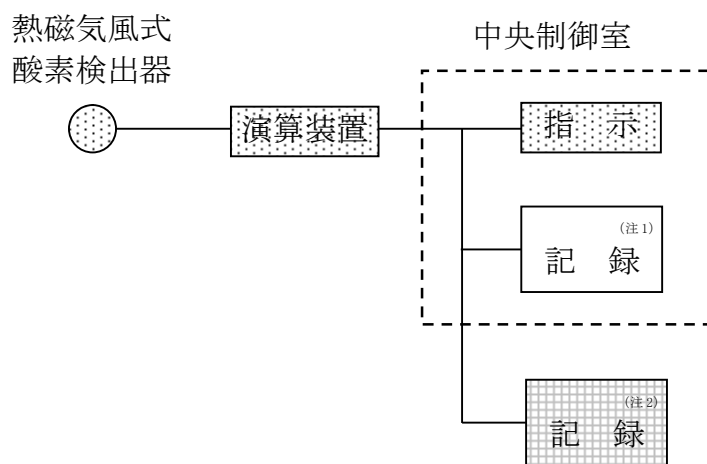 熱磁気風式
酸素検出器
中央制御室
演算装置
指 示
(注1)
記 録
(注2)
記 録